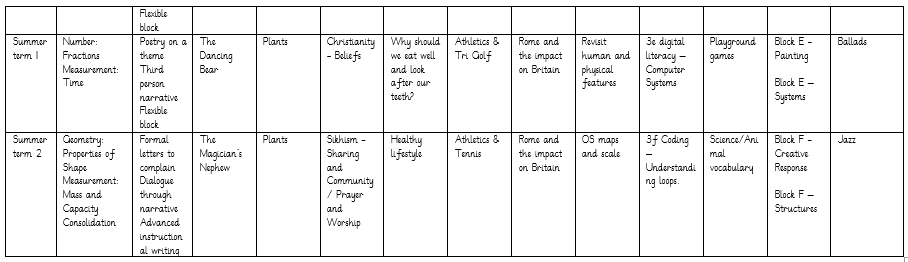 Flexible
block
Summer
term 1
Number:
Fractions
Measurement:
Time
Poetry on a
theme
Third
person
narrative
Flexible
block
The
Dancing
Bear
Plants
Christianity
– Beliefs
Why should
we eat well
and look
after our
teeth?
Athletics &
Tri Golf
Rome and
the impact
on Britain
Revisit
human and
physical
features
3e digital
literacy –
Computer
Systems
Playground
games
Block E –
Painting
Block E –
Systems
Ballads
Summer
term 2
Geometry:
Properties of
Shape
Measurement:
Mass and
Capacity
Consolidation
Formal
letters to
complain
Dialogue
through
narrative
Advanced
instruction
al writing
The
Magician's
Nephew
Plants
Sikhism –
Sharing
and
Community
/ Prayer
and
Worship
Healthy
lifestyle
Athletics &
Tennis
Rome and
the impact
on Britain
OS maps
and scale
3f Coding
–
Understandi
ng loops.
Science/Ani
mal
vocabulary
Block F –
Creative
Response
Block F –
Structures
Jazz